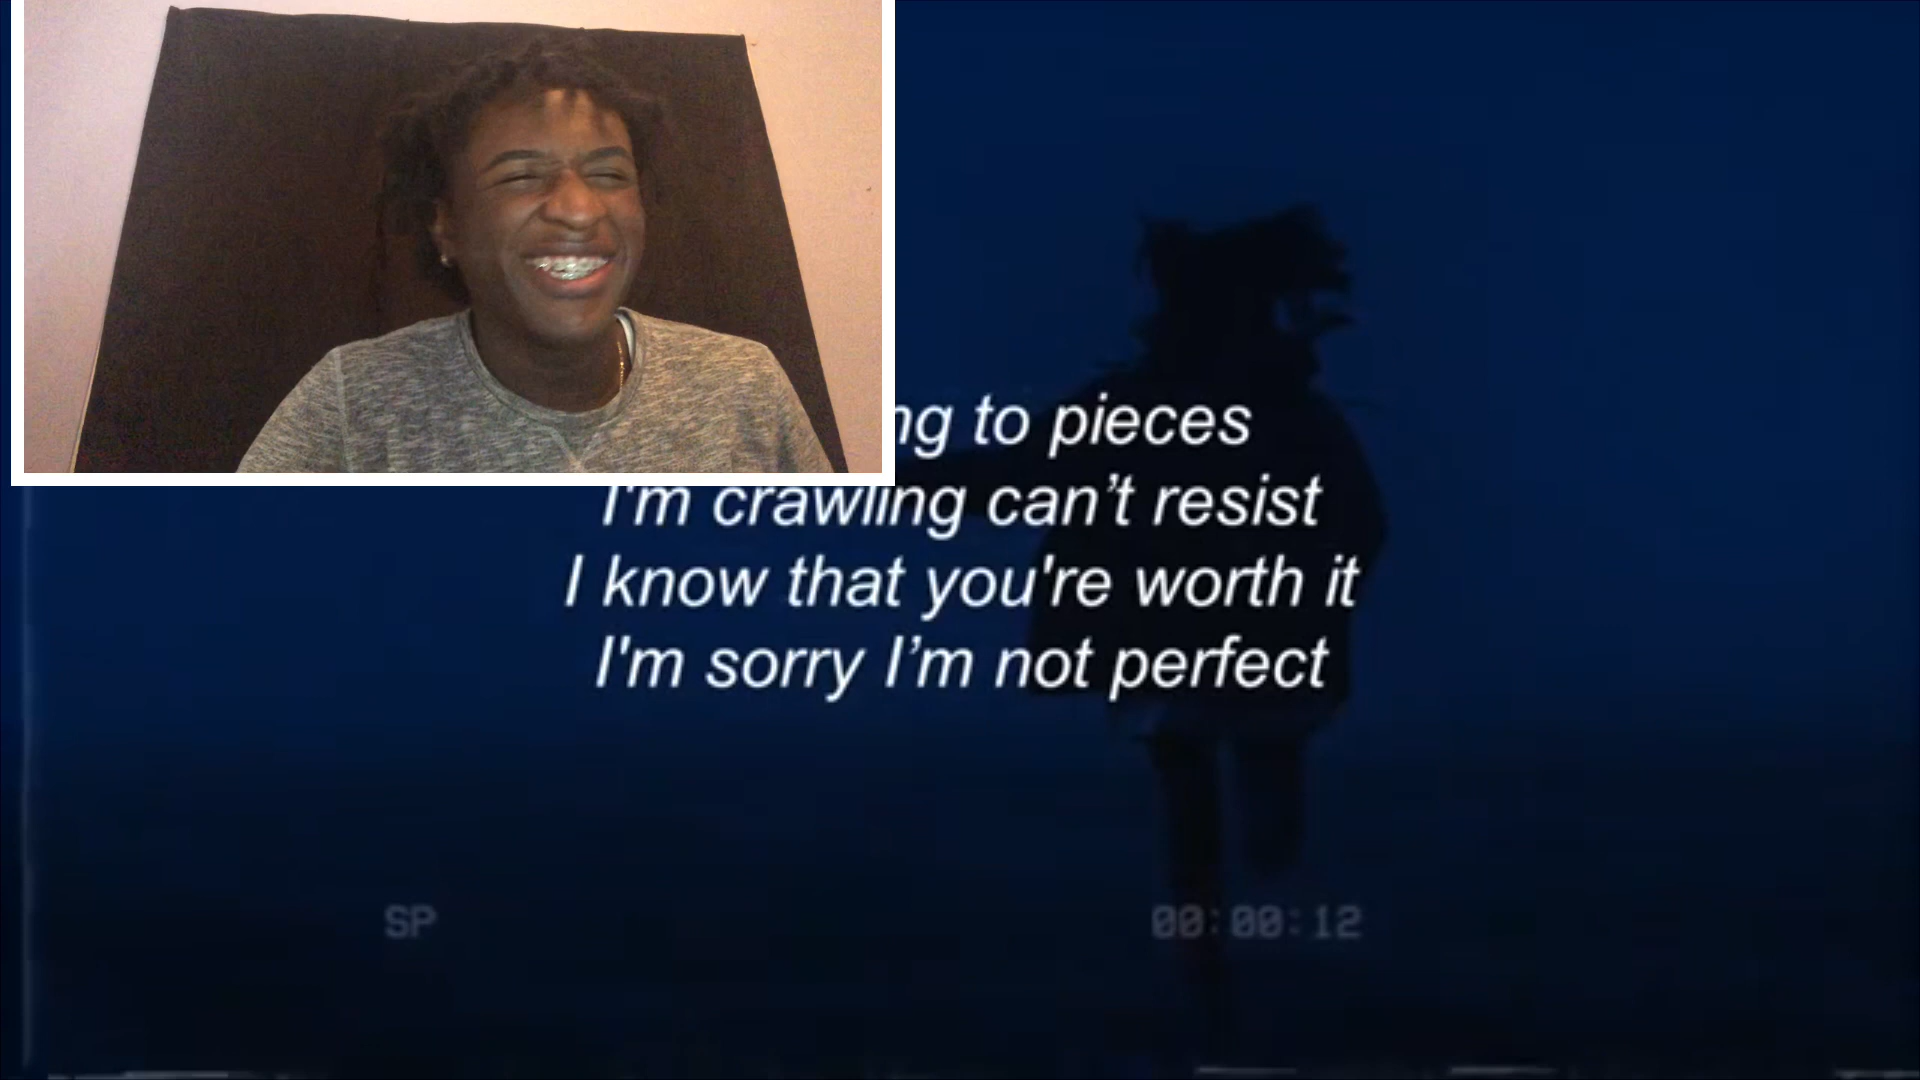 ng to pieces
I'm crawling can’t resist
I know that you're worth it
I'm sorry I’m not perfect
SP 00:00:12